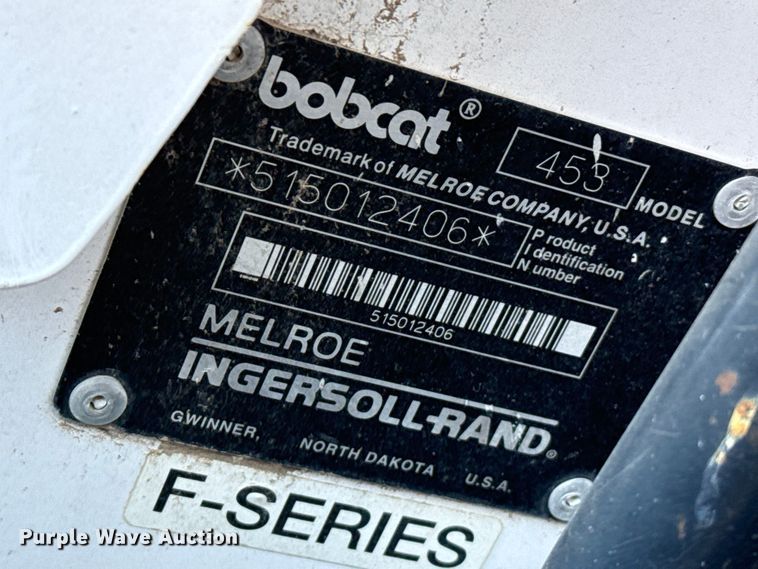 bobcat®
453
MODEL
Trademark of MELROE COMPANY, U.S.A.
*515012406*
Product
Identification
Number
515012406
MELROE
INGERSOLL-RAND®
GWINNER, NORTH DAKOTA U.S.A.
F-SERIES
Purple Wave Auction